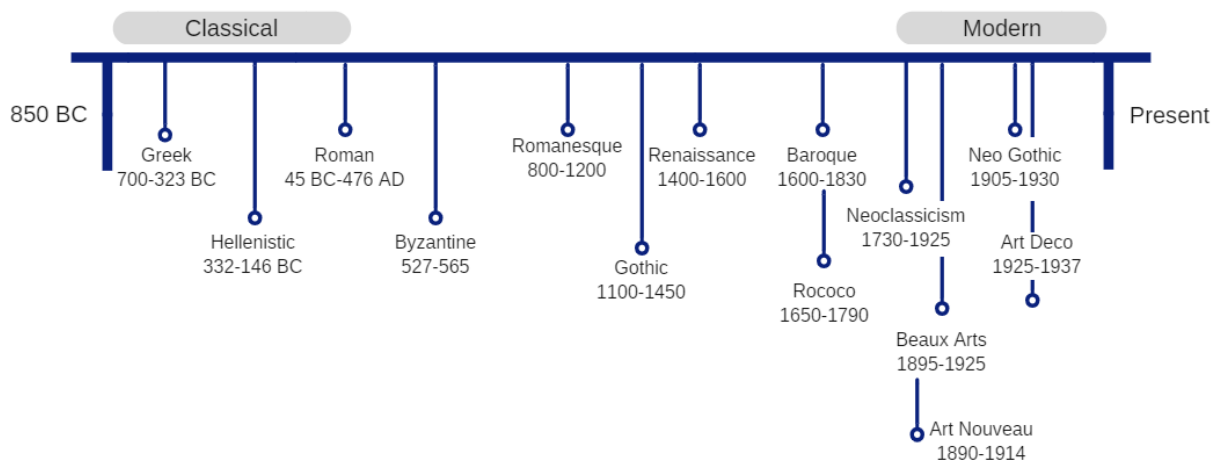 Classical
Modern
850 BC
Present
Greek
700-323 BC
Hellenistic
332-146 BC
Roman
45 BC-476 AD
Byzantine
527-565
Romanesque
800-1200
Gothic
1100-1450
Renaissance
1400-1600
Baroque
1600-1830
Rococo
1650-1790
Neoclassicism
1730-1925
Beaux Arts
1895-1925
Art Nouveau
1890-1914
Neo Gothic
1905-1930
Art Deco
1925-1937